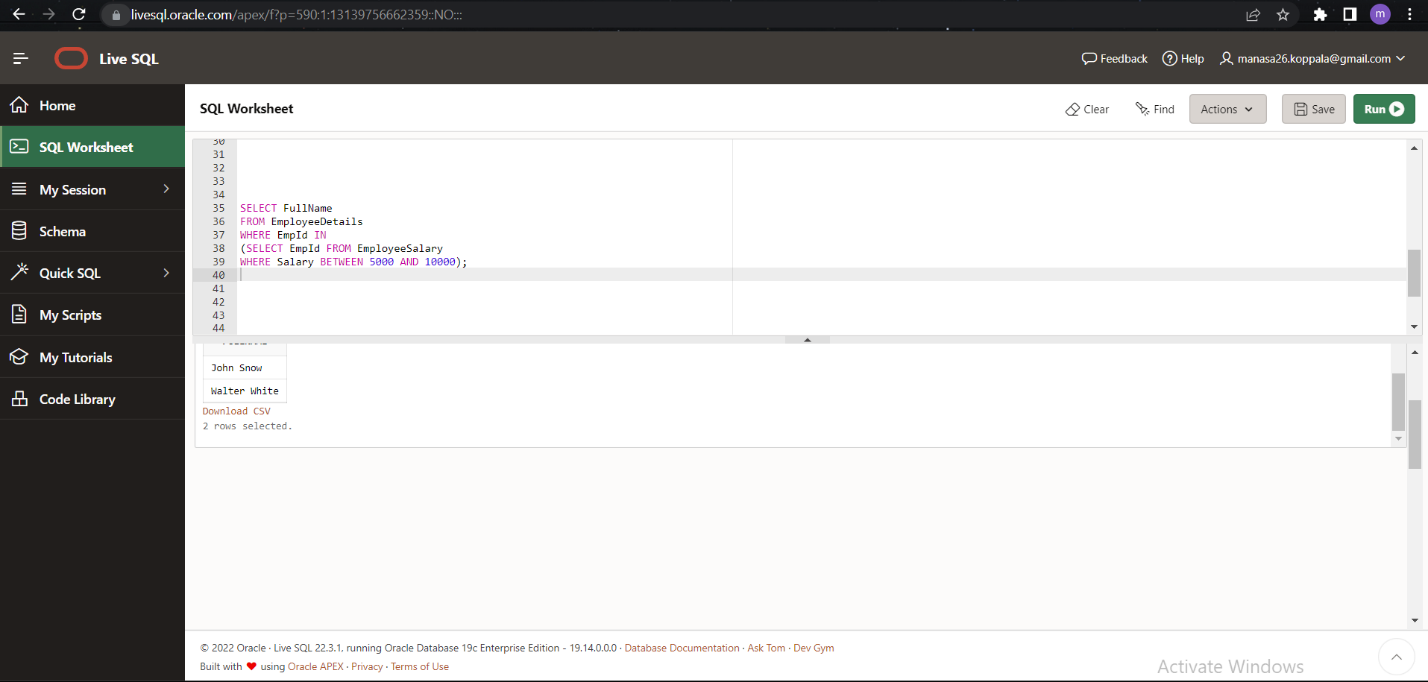 livesql.oracle.com/apex/f?p=590:1:13139756662359::NO:::
m
Live SQL
Feedback
Help
manasa26.koppala@gmail.com
Home
SQL Worksheet
My Session
Schema
Quick SQL
My Scripts
My Tutorials
Code Library
SQL Worksheet
Clear
Find
Actions
Save
Run
30
31
32
33
34
35 SELECT FullName
36 FROM EmployeeDetails
37 WHERE EmpId IN
38 (SELECT EmpId FROM EmployeeSalary
39 WHERE Salary BETWEEN 5000 AND 10000);
40
41
42
43
44
John Snow
Walter White
Download CSV
2 rows selected.
© 2022 Oracle · Live SQL 22.3.1, running Oracle Database 19c Enterprise Edition - 19.14.0.0.0 · Database Documentation · Ask Tom · Dev Gym
Built with ❤ using Oracle APEX · Privacy · Terms of Use
Activate Windows